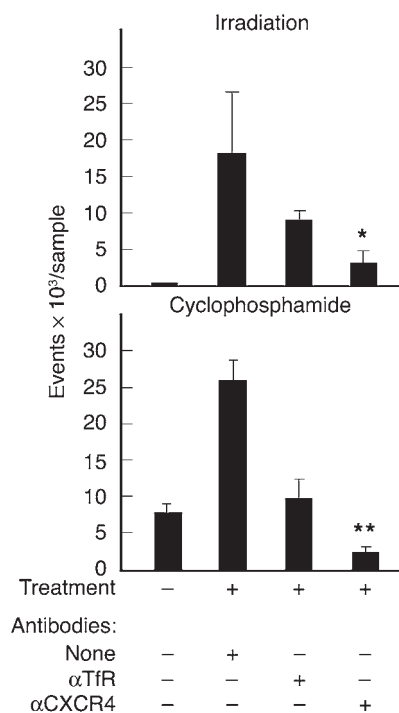 Irradiation
30
20
15
10
5
0
*
Events × 10³/sample
Cyclophosphamide
30
25
20
15
10
5
0
**
Treatment − + + +
Antibodies:
None − + − −
αTfR − − + −
αCXCR4 − − − +